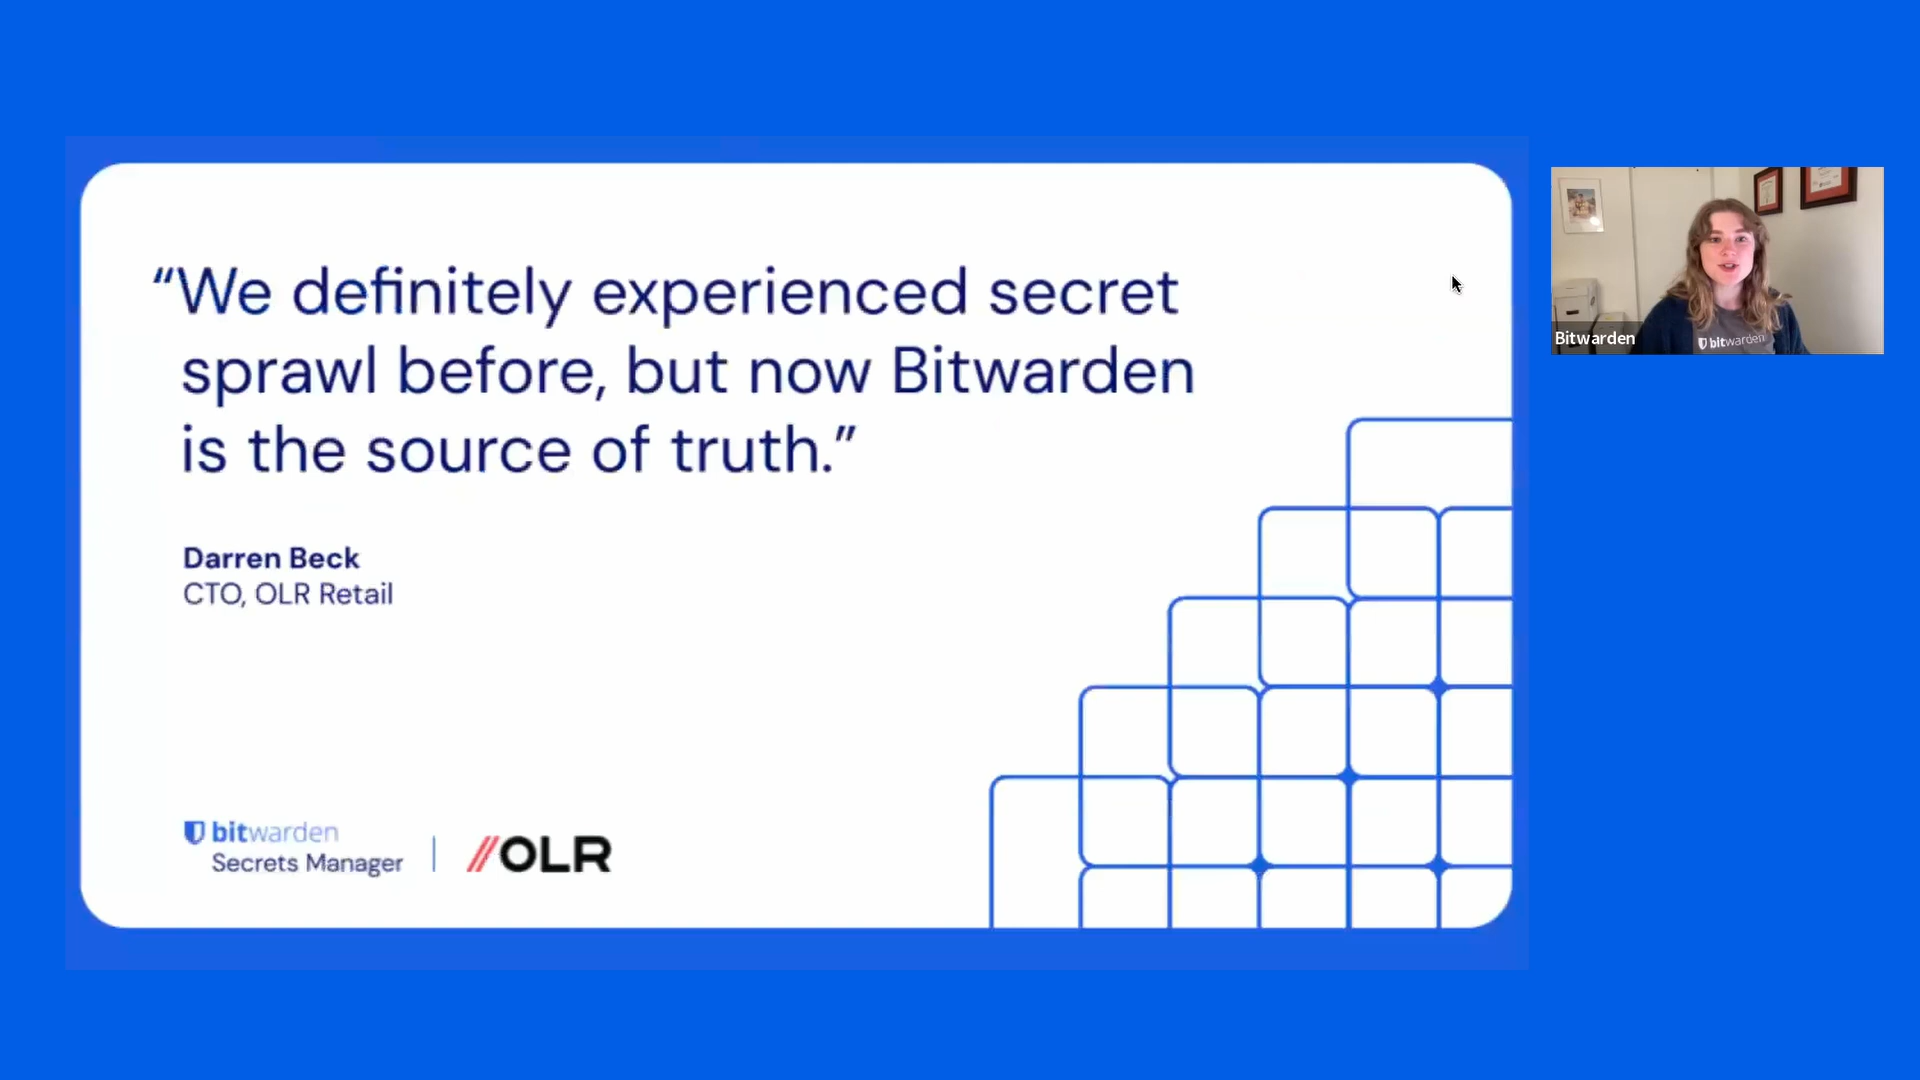 “We definitely experienced secret
sprawl before, but now Bitwarden
is the source of truth.”
Darren Beck
CTO, OLR Retail
bitwarden
Secrets Manager
//OLR
Bitwarden
bitwarden